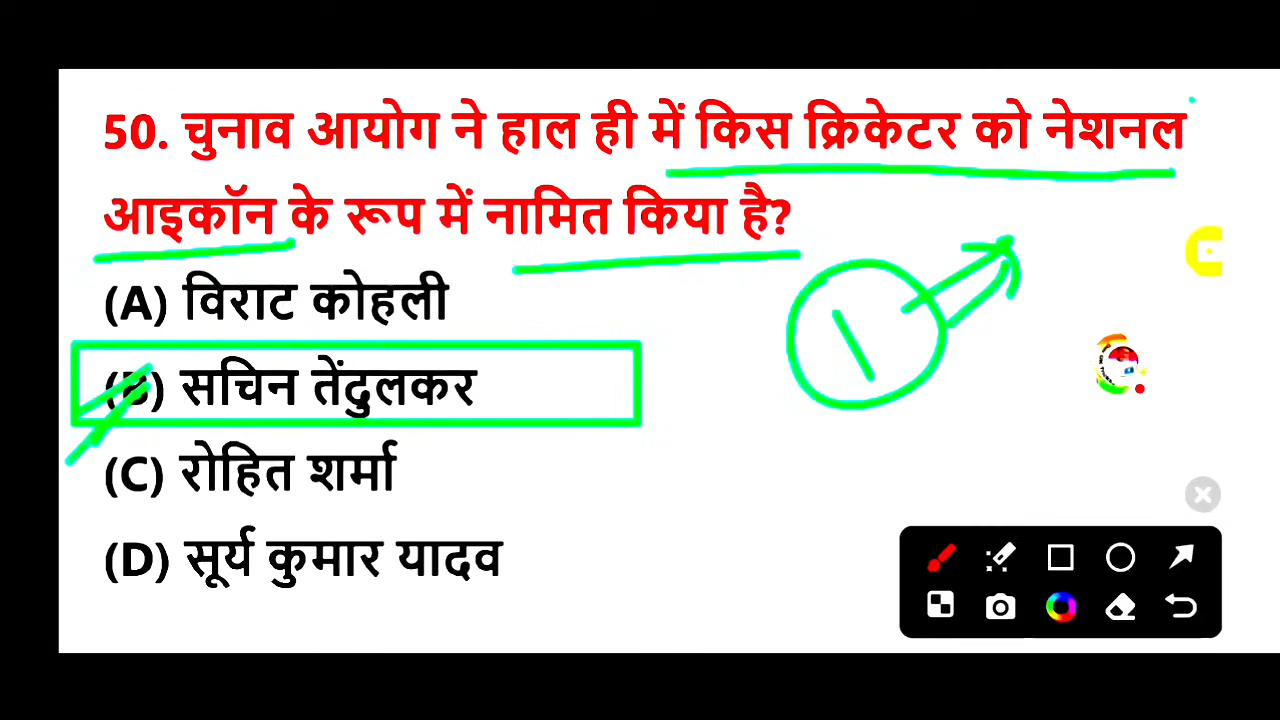 50. चुनाव आयोग ने हाल ही में किस क्रिकेटर को नेशनल
आइकॉन के रूप में नामित किया है?
(A) विराट कोहली
(B) सचिन तेंदुलकर
(C) रोहित शर्मा
(D) सूर्य कुमार यादव